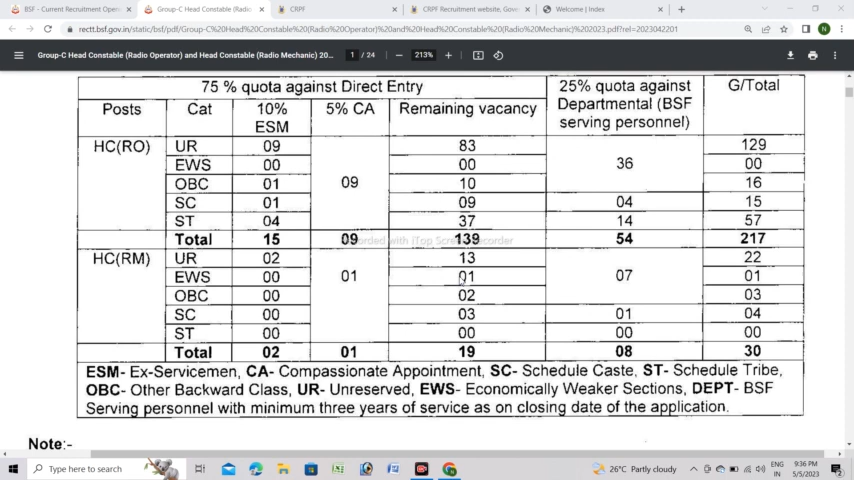 BSF - Current Recruitment Open
Group-C Head Constable (Radio
CRPF
CRPF Recruitment website, Gove
Welcome | Index
rectt.bsf.gov.in/static/bsf/pdf/Group-C%20Head%20Constable%20(Radio%20Operator)%20and%20Head%20Constable%20(Radio%20Mechanic)%202023.pdf?rel=2023042201
N
Group-C Head Constable (Radio Operator) and Head Constable (Radio Mechanic) 20...
1 / 24
213%
75 % quota against Direct Entry 25% quota against Departmental (BSF serving personnel) G/Total
Posts Cat 10% ESM 5% CA Remaining vacancy
HC(RO) UR 09 83 129
EWS 00 00 36 00
OBC 01 09 10 16
SC 01 09 04 15
ST 04 37 14 57
Total 15 09 139 54 217
HC(RM) UR 02 13 22
EWS 00 01 01 07 01
OBC 00 02 03
SC 00 03 01 04
ST 00 00 00 00
Total 02 01 19 08 30
ESM- Ex-Servicemen, CA- Compassionate Appointment, SC- Schedule Caste, ST- Schedule Tribe,
OBC- Other Backward Class, UR- Unreserved, EWS- Economically Weaker Sections, DEPT- BSF
Serving personnel with minimum three years of service as on closing date of the application.
Note:-
Type here to search
26°C Partly cloudy
ENG
IN
9:36 PM
5/5/2023
2